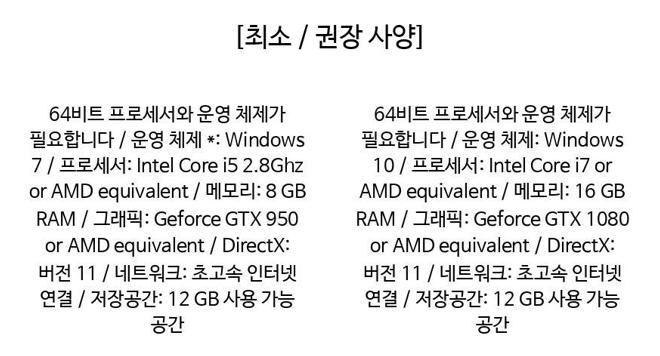 [최소 / 권장 사양]
64비트 프로세서와 운영 체제가
필요합니다 / 운영 체제 *: Windows
7 / 프로세서: Intel Core i5 2.8Ghz
or AMD equivalent / 메모리: 8 GB
RAM / 그래픽: Geforce GTX 950
or AMD equivalent / DirectX:
버전 11 / 네트워크: 초고속 인터넷
연결 / 저장공간: 12 GB 사용 가능
공간
64비트 프로세서와 운영 체제가
필요합니다 / 운영 체제: Windows
10 / 프로세서: Intel Core i7 or
AMD equivalent / 메모리: 16 GB
RAM / 그래픽: Geforce GTX 1080
or AMD equivalent / DirectX:
버전 11 / 네트워크: 초고속 인터넷
연결 / 저장공간: 12 GB 사용 가능
공간